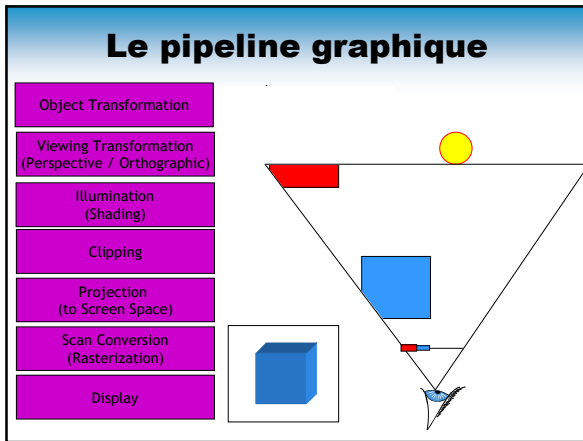 Le pipeline graphique
Object Transformation
Viewing Transformation
(Perspective / Orthographic)
Illumination
(Shading)
Clipping
Projection
(to Screen Space)
Scan Conversion
(Rasterization)
Display